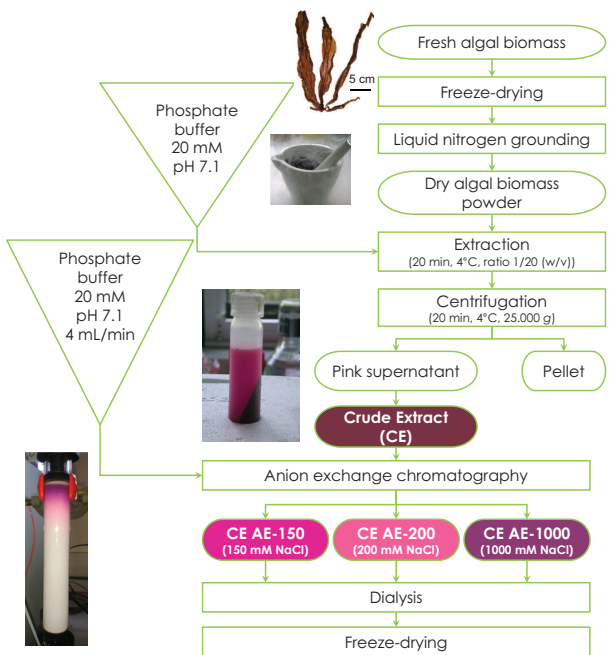 Fresh algal biomass
5 cm
Freeze-drying
Phosphate
buffer
20 mM
pH 7.1
Liquid nitrogen grounding
Dry algal biomass
powder
Extraction
(20 min, 4°C, ratio 1/20 (w/v))
Phosphate
buffer
20 mM
pH 7.1
4 mL/min
Centrifugation
(20 min, 4°C, 25.000 g)
Pink supernatant
Pellet
Crude Extract
(CE)
Anion exchange chromatography
CE AE-150
(150 mM NaCl)
CE AE-200
(200 mM NaCl)
CE AE-1000
(1000 mM NaCl)
Dialysis
Freeze-drying